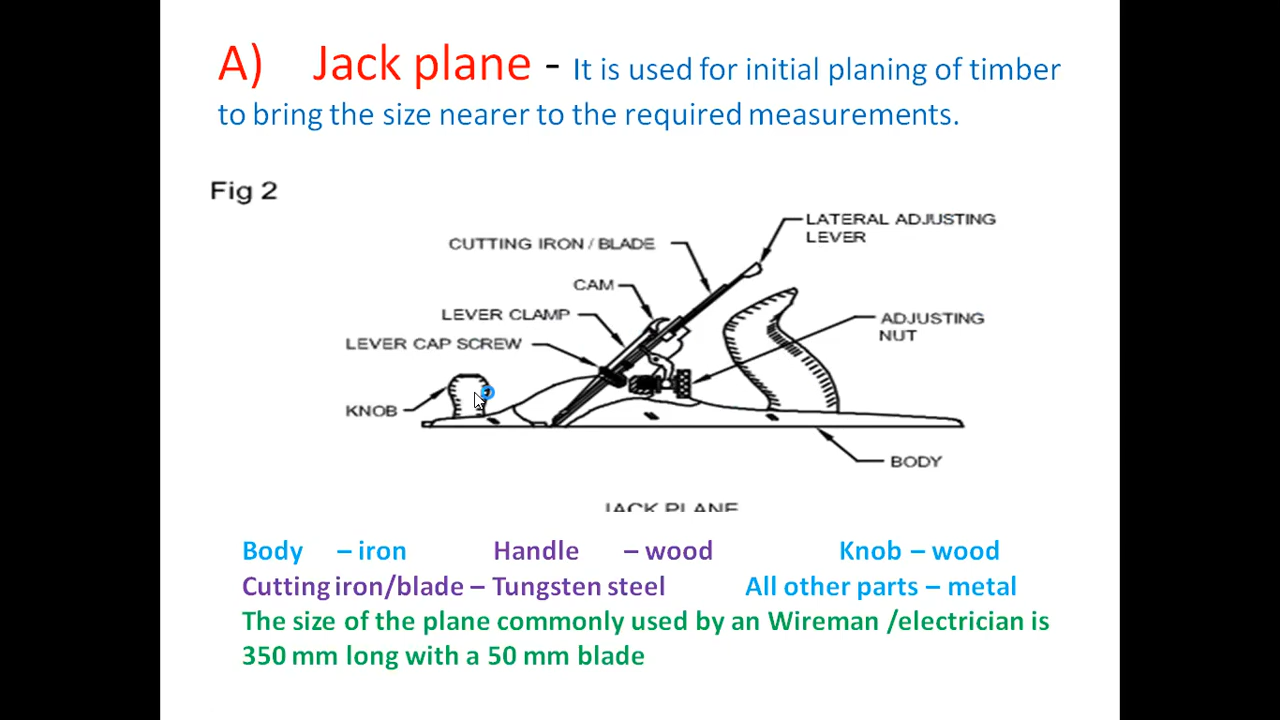 A) Jack plane - It is used for initial planing of timber
to bring the size nearer to the required measurements.
Fig 2
LATERAL ADJUSTING
LEVER
CUTTING IRON / BLADE
CAM
LEVER CLAMP
ADJUSTING
NUT
LEVER CAP SCREW
KNOB
BODY
JACK PLANE
Body – iron Handle – wood Knob – wood
Cutting iron/blade – Tungsten steel All other parts – metal
The size of the plane commonly used by an Wireman /electrician is
350 mm long with a 50 mm blade